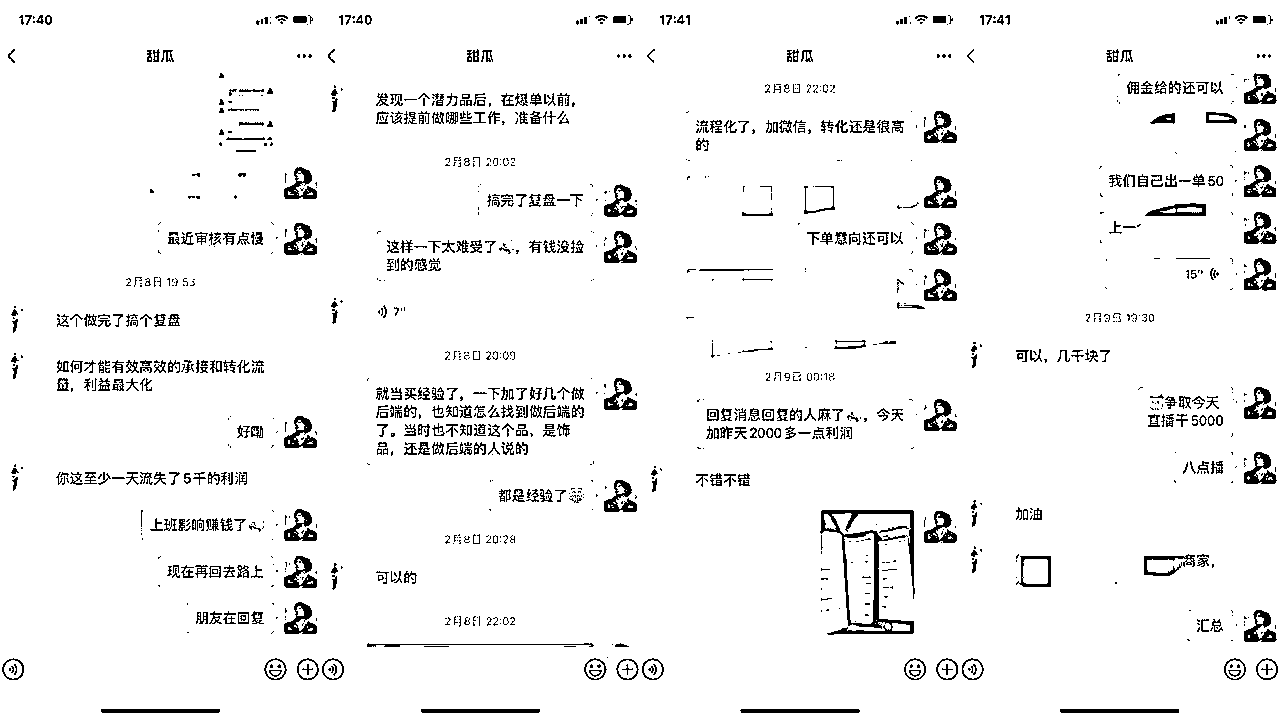 17:40
甜瓜
最近审核有点慢
2月8日 19:53
这个做完了搞个复盘
如何才能有效高效的承接和转化流
量，利益最大化
好嘞
你这至少一天流失了5千的利润
上班影响赚钱了
现在再回去路上
朋友在回复
17:40
甜瓜
发现一个潜力品后，在爆单以前，
应该提前做哪些工作，准备什么
2月8日 20:02
搞完了复盘一下
这样一下太难受了，有钱没捡
到的感觉
7"
2月8日 20:09
就当买经验了，一下加了好几个做
后端的，也知道怎么找到做后端的
了。当时也不知道这个品，是饰
品，还是做后端的人说的
都是经验了
2月8日 20:28
可以的
2月8日 22:02
17:41
甜瓜
2月8日 22:02
流程化了，加微信，转化还是很高
的
下单意向还可以
2月9日 00:18
回复消息回复的人麻了，今天
加昨天2000多一点利润
不错不错
17:41
甜瓜
佣金给的还可以
我们自己出一单50
上一
15"
2月9日 19:30
可以，几千块了
争取今天
直播干5000
八点播
加油
商家，
汇总